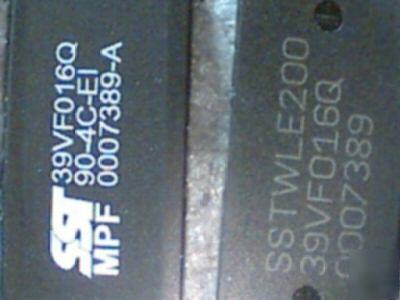 SST 39VF016Q
90-4C-EI
MPF 0007389-A
SSTWLE200
39VF016Q
0007389